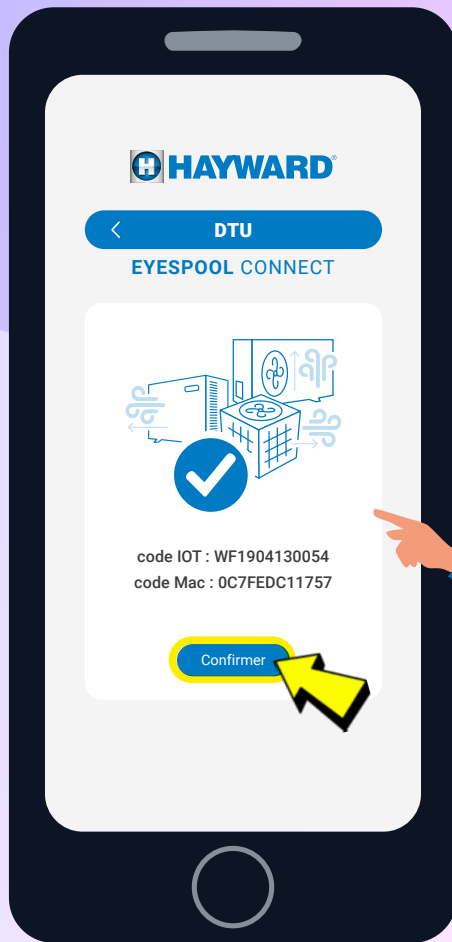 HAYWARD®
DTU
EYESPOOL CONNECT
code IOT : WF1904130054
code Mac : 0C7FEDC11757
Confirmer